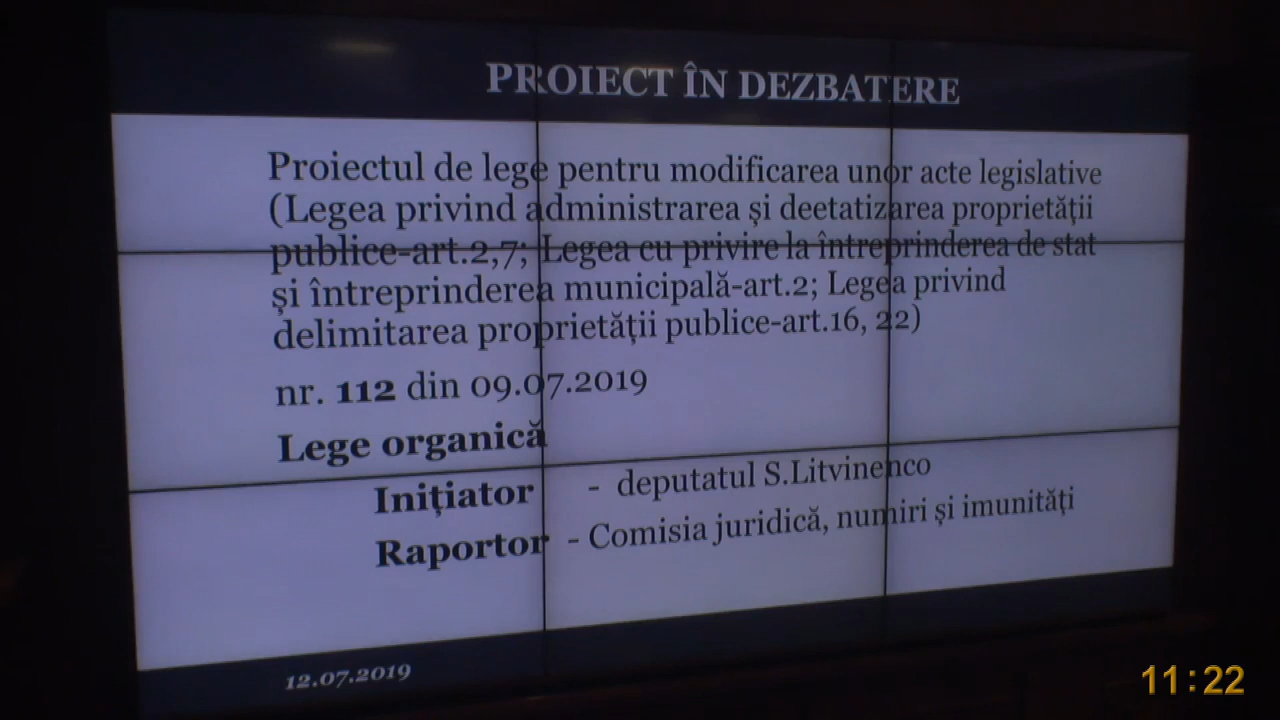 PROIECT ÎN DEZBATERE
Proiectul de lege pentru modificarea unor acte legislative
(Legea privind administrarea și deetatizarea proprietății
publice-art.2,7; Legea cu privire la întreprinderea de stat
și întreprinderea municipală-art.2; Legea privind
delimitarea proprietății publice-art.16, 22)
nr. 112 din 09.07.2019
Lege organică
Inițiator - deputatul S.Litvinenco
Raportor - Comisia juridică, numiri și imunități
12.07.2019
11:22